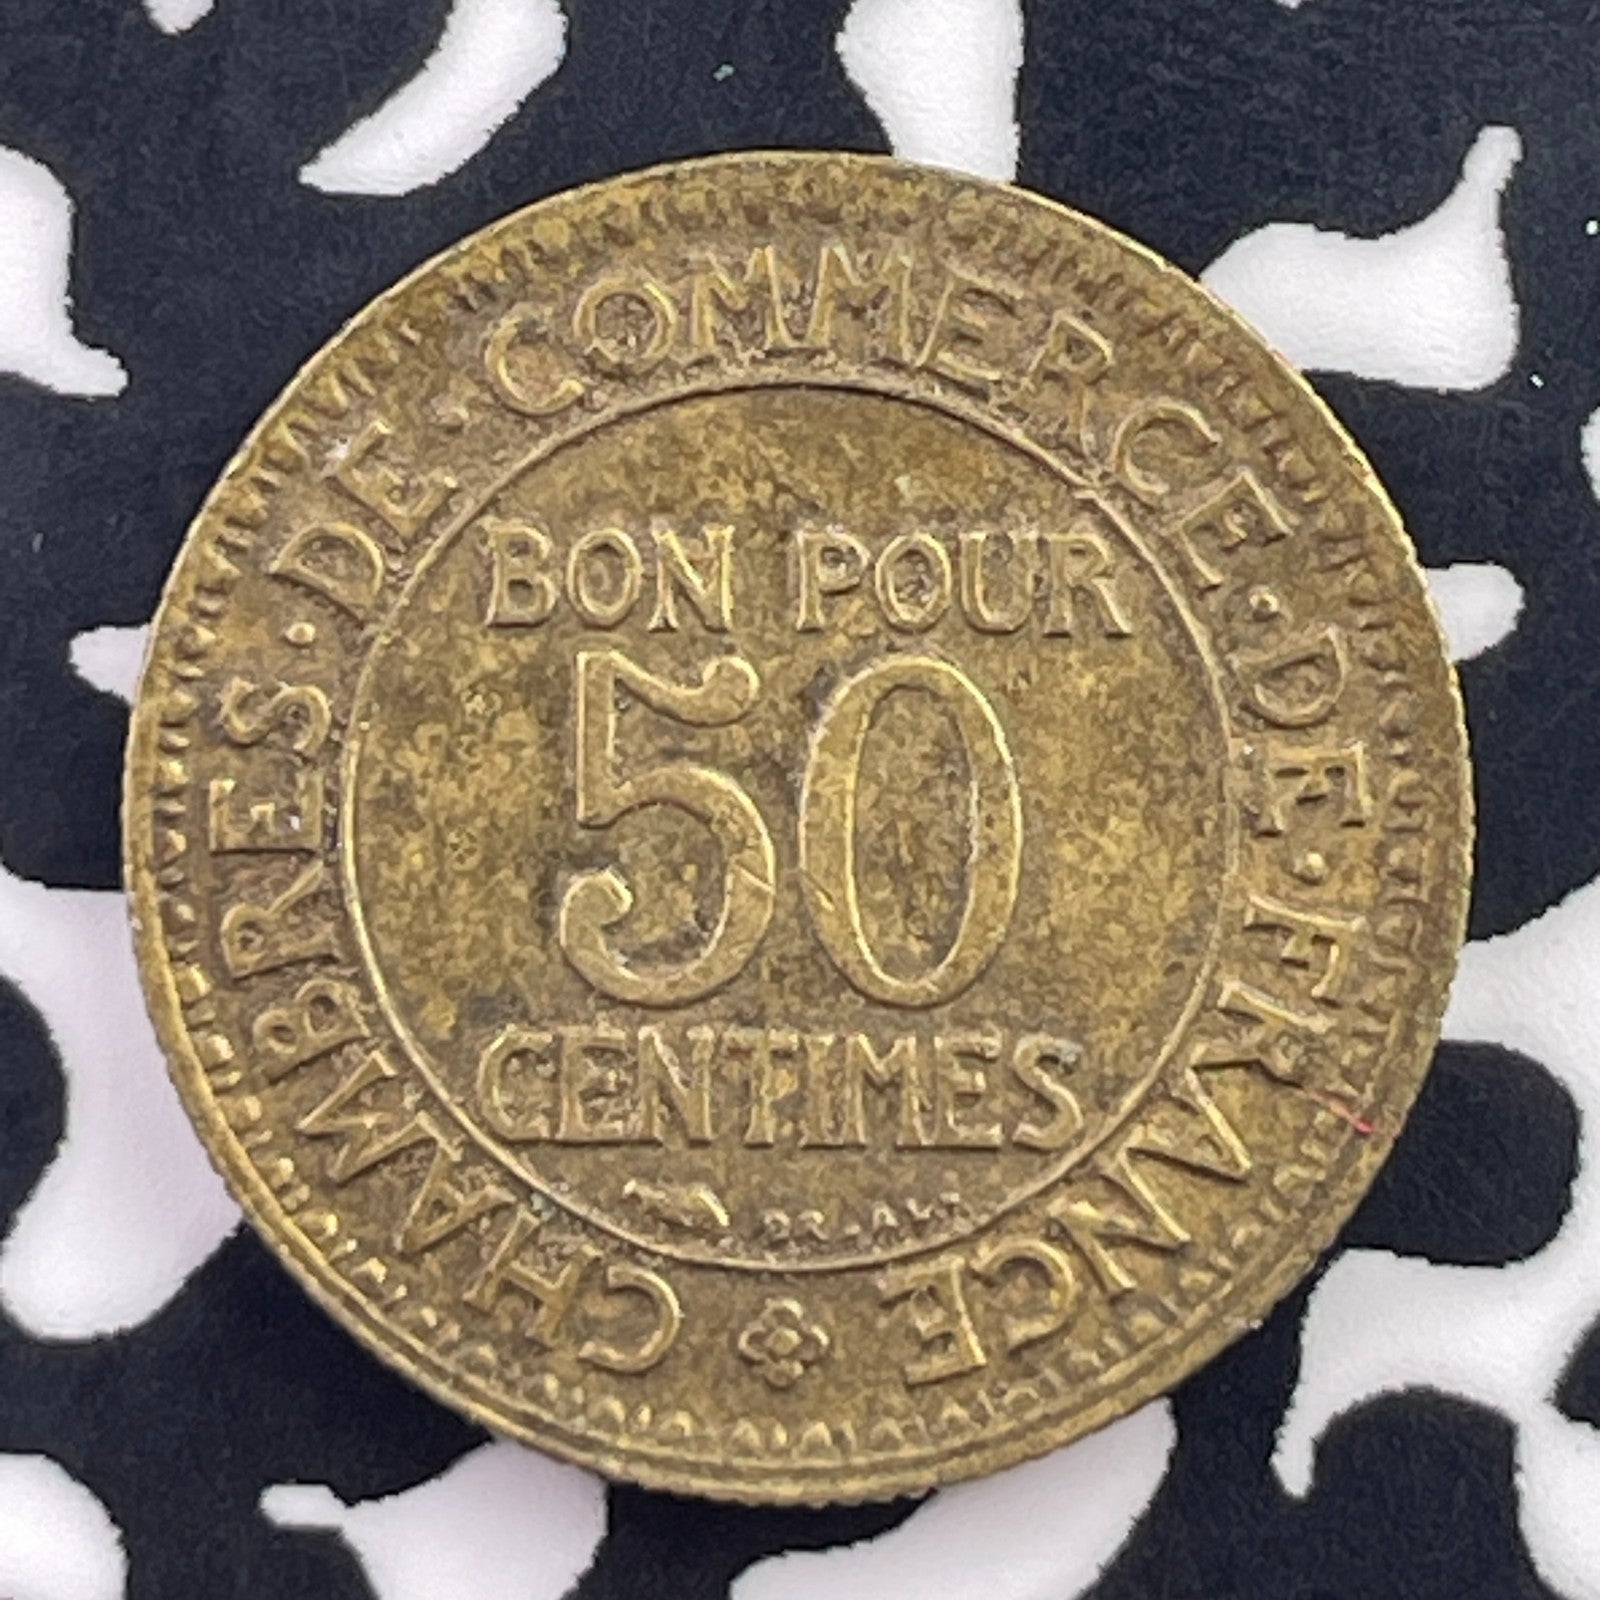 CHAMBRES·DE·COMMERCE·DE·FRANCE
BON POUR
50
CENTIMES